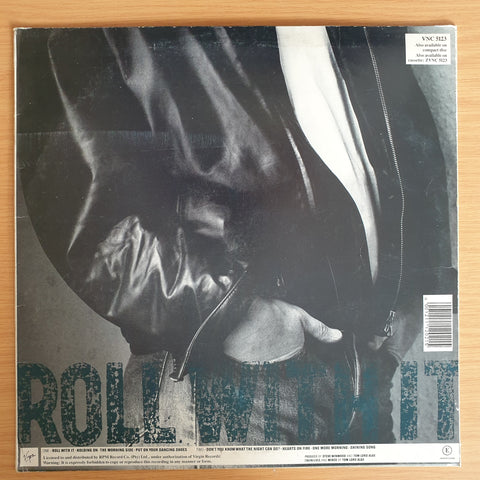 VNC 5123
Also available on
compact disc
Also available on
cassette: ZVNC 5123
ROLL WITH IT
ONE: ROLL WITH IT · HOLDING ON · THE MORNING SIDE · PUT ON YOUR DANCING SHOES TWO: DON'T YOU KNOW WHAT THE NIGHT CAN DO? · HEARTS ON FIRE · ONE MORE MORNING · SHINING SONG
Virgin
Licensed to and distributed by RPM Record Co. (Pty) Ltd., under authorisation of Virgin Records
Warning: It is expressly forbidden to copy or reproduce this recording in any manner or form.
PRODUCED BY STEVE WINWOOD AND TOM LORD ALGE
ENGINEERED AND MIXED BY TOM LORD ALGE
E